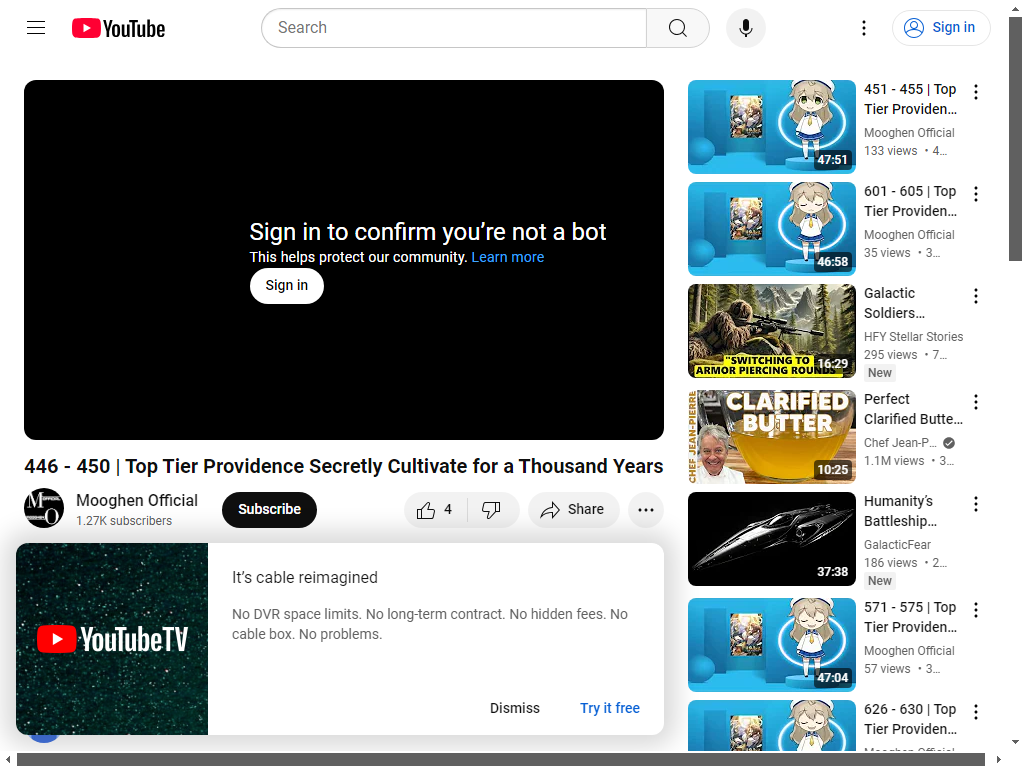 YouTube
Search
Sign in
Sign in to confirm you’re not a bot
This helps protect our community. Learn more
Sign in
446 - 450 | Top Tier Providence Secretly Cultivate for a Thousand Years
Mooghen Official
1.27K subscribers
Subscribe
4
Share
YouTubeTV
It’s cable reimagined
No DVR space limits. No long-term contract. No hidden fees. No
cable box. No problems.
Dismiss
Try it free
47:51
451 - 455 | Top
Tier Providen…
Mooghen Official
133 views • 4…
46:58
601 - 605 | Top
Tier Providen…
Mooghen Official
35 views • 3…
"SWITCHING TO
ARMOR PIERCING ROUNDS"
16:29
Galactic
Soldiers…
HFY Stellar Stories
295 views • 7…
New
CHEF JEAN-PIERRE
CLARIFIED
BUTTER
10:25
Perfect
Clarified Butte…
Chef Jean-P…
1.1M views • 3…
37:38
Humanity’s
Battleship…
GalacticFear
186 views • 2…
New
47:04
571 - 575 | Top
Tier Providen…
Mooghen Official
57 views • 3…
626 - 630 | Top
Tier Providen…
Mooghen Official